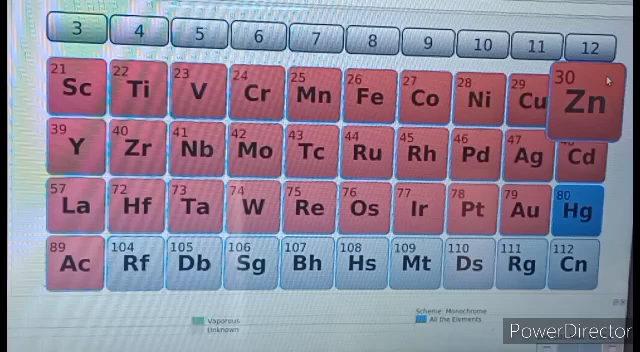 3 4 5 6 7 8 9 10 11 12
21 22 23 24 25 26 27 28 29 30
Sc Ti V Cr Mn Fe Co Ni Cu Zn
39 40 41 42 43 44 45 46 47
Y Zr Nb Mo Tc Ru Rh Pd Ag Cd
57 72 73 74 75 76 77 78 79 80
La Hf Ta W Re Os Ir Pt Au Hg
89 104 105 106 107 108 109 110 111 112
Ac Rf Db Sg Bh Hs Mt Ds Rg Cn
Scheme: Monochrome
Vaporous All the Elements
Unknown
PowerDirector